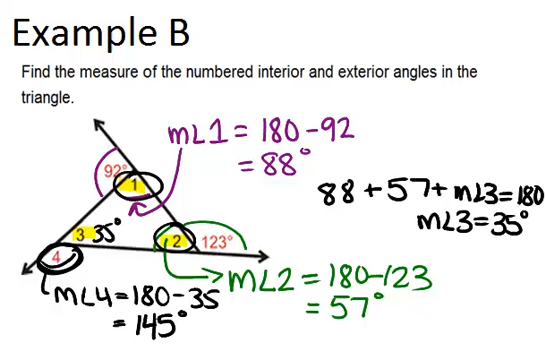 Example B
Find the measure of the numbered interior and exterior angles in the
triangle.
m∠1 = 180 - 92
= 88°
92°
1
88 + 57 + m∠3 = 180
m∠3 = 35°
3 35°
2 123°
4
m∠2 = 180 - 123
= 57°
m∠4 = 180 - 35
= 145°